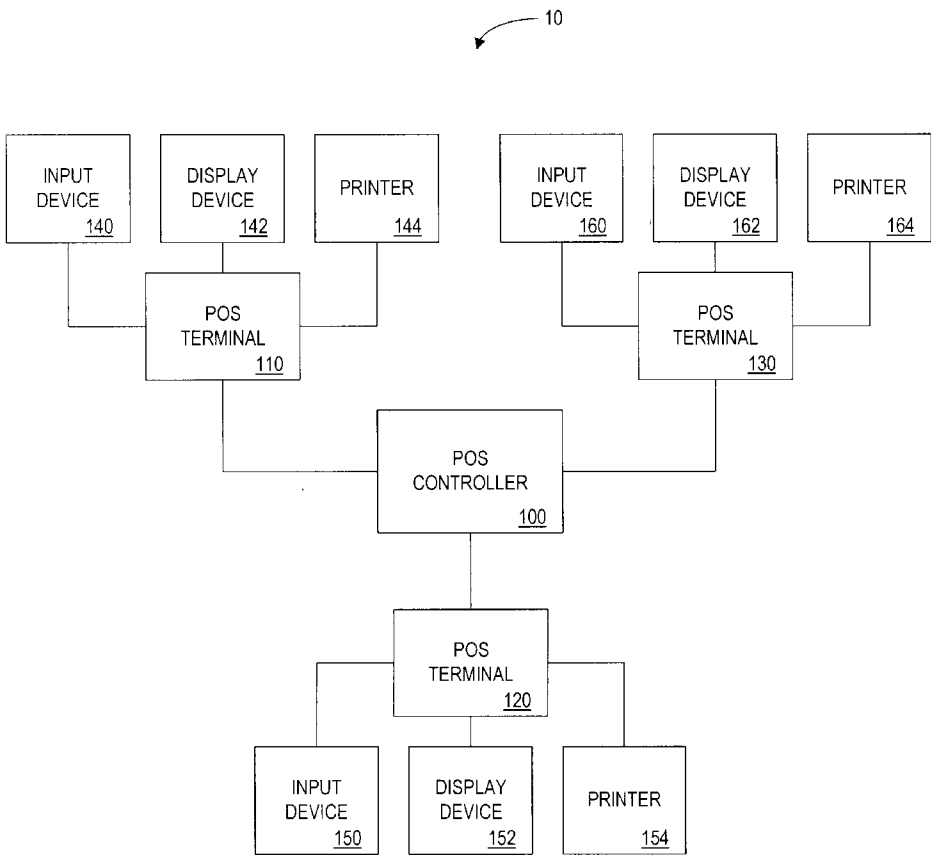 10
INPUT
DEVICE
140
DISPLAY
DEVICE
142
PRINTER
144
INPUT
DEVICE
160
DISPLAY
DEVICE
162
PRINTER
164
POS
TERMINAL
110
POS
TERMINAL
130
POS
CONTROLLER
100
POS
TERMINAL
120
INPUT
DEVICE
150
DISPLAY
DEVICE
152
PRINTER
154